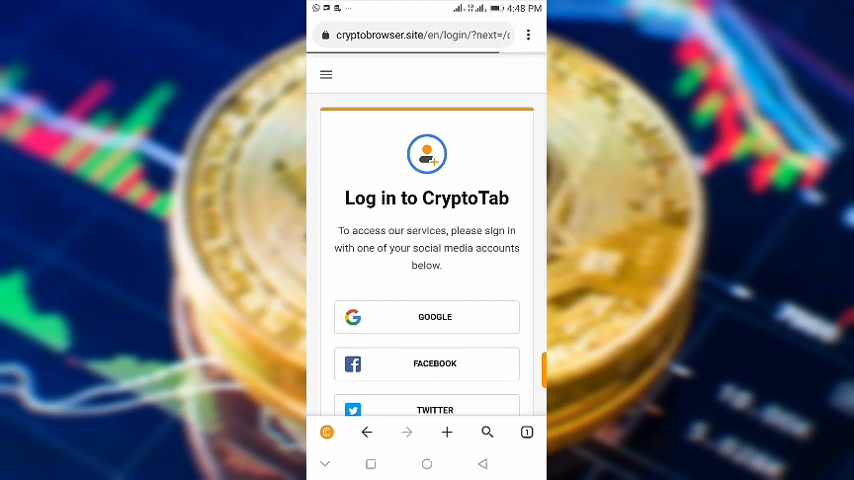 4:48 PM
cryptobrowser.site/en/login/?next=/c
Log in to CryptoTab
To access our services, please sign in
with one of your social media accounts
below.
GOOGLE
FACEBOOK
TWITTER
1